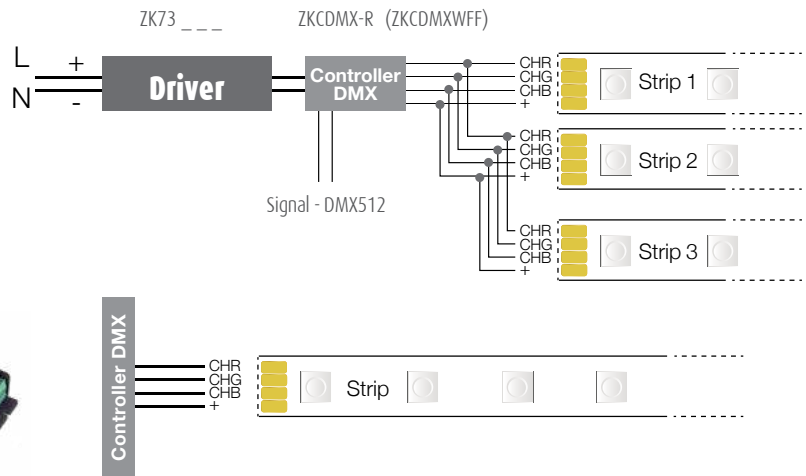 ZK73 _ _ _
ZKCDMX-R (ZKCDMXWFF)
L
+
N
-
Driver
Controller
DMX
Signal - DMX512
CHR
CHG
CHB
+
Strip 1
CHR
CHG
CHB
+
Strip 2
CHR
CHG
CHB
+
Strip 3
Controller DMX
CHR
CHG
CHB
+
Strip